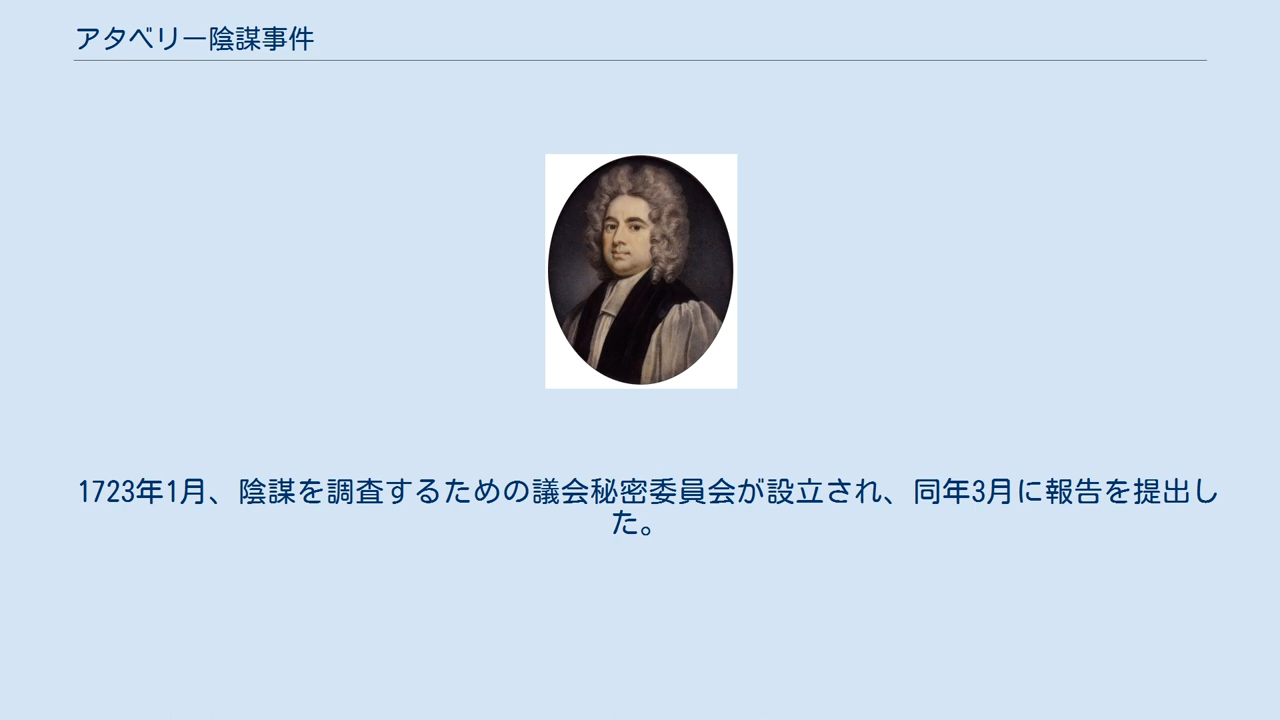 アタベリー陰謀事件
1723年1月、陰謀を調査するための議会秘密委員会が設立され、同年3月に報告を提出し
た。